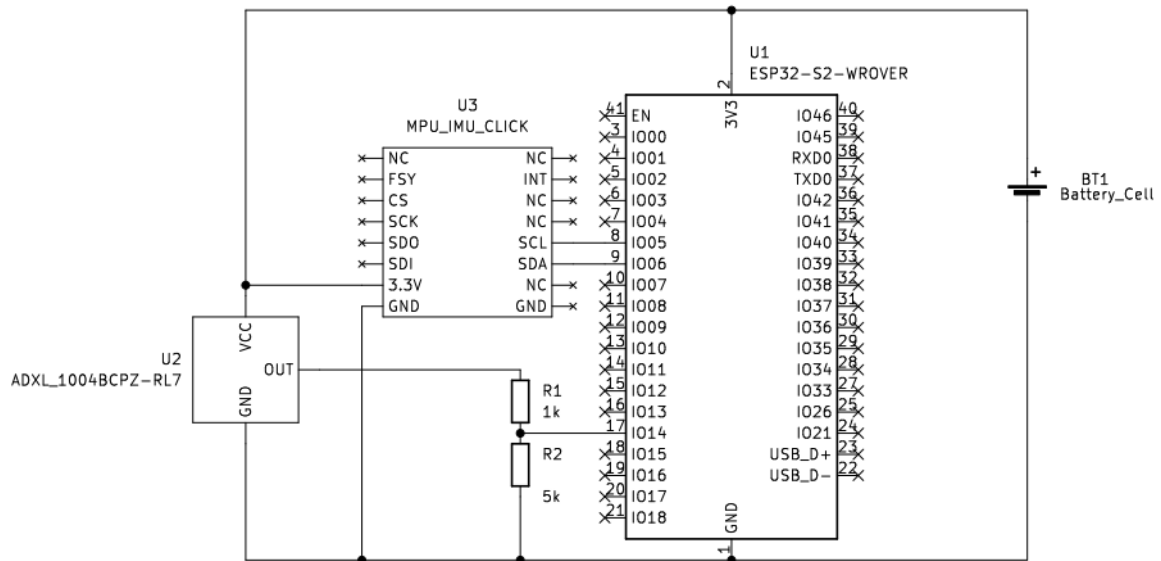 U1
ESP32-S2-WROVER
2
3V3
41 EN
3 IO00
4 IO01
5 IO02
6 IO03
7 IO04
8 IO05
9 IO06
10 IO07
11 IO08
12 IO09
13 IO10
14 IO11
15 IO12
16 IO13
17 IO14
18 IO15
19 IO16
20 IO17
21 IO18
IO46 40
IO45 39
RXD0 38
TXD0 37
IO42 36
IO41 35
IO40 34
IO39 33
IO38 32
IO37 31
IO36 30
IO35 29
IO34 28
IO33 27
IO26 25
IO21 24
USB_D+ 23
USB_D- 22
GND
1
U3
MPU_IMU_CLICK
NC NC
FSY INT
CS NC
SCK NC
SDO SCL
SDI SDA
3.3V NC
GND GND
VCC
OUT
GND
U2
ADXL_1004BCPZ-RL7
R1
1k
R2
5k
+
BT1
Battery_Cell